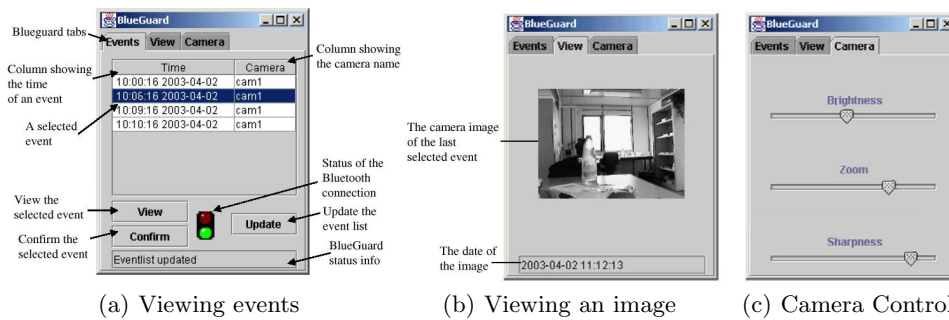 BlueGuard
Blueguard tabs
Events View Camera
Column showing
the time
of an event
Column showing
the camera name
Time Camera
10:00:16 2003-04-02 cam1
10:06:16 2003-04-02 cam1
10:09:16 2003-04-02 cam1
10:10:16 2003-04-02 cam1
A selected
event
Status of the
Bluetooth
connection
View the
selected event
View
Update
Update the
event list
Confirm the
selected event
Confirm
BlueGuard
status info
Eventlist updated
(a) Viewing events
BlueGuard
Events View Camera
The camera image
of the last
selected event
The date of
the image
2003-04-02 11:12:13
(b) Viewing an image
BlueGuard
Events View Camera
Brightness
Zoom
Sharpness
(c) Camera Control